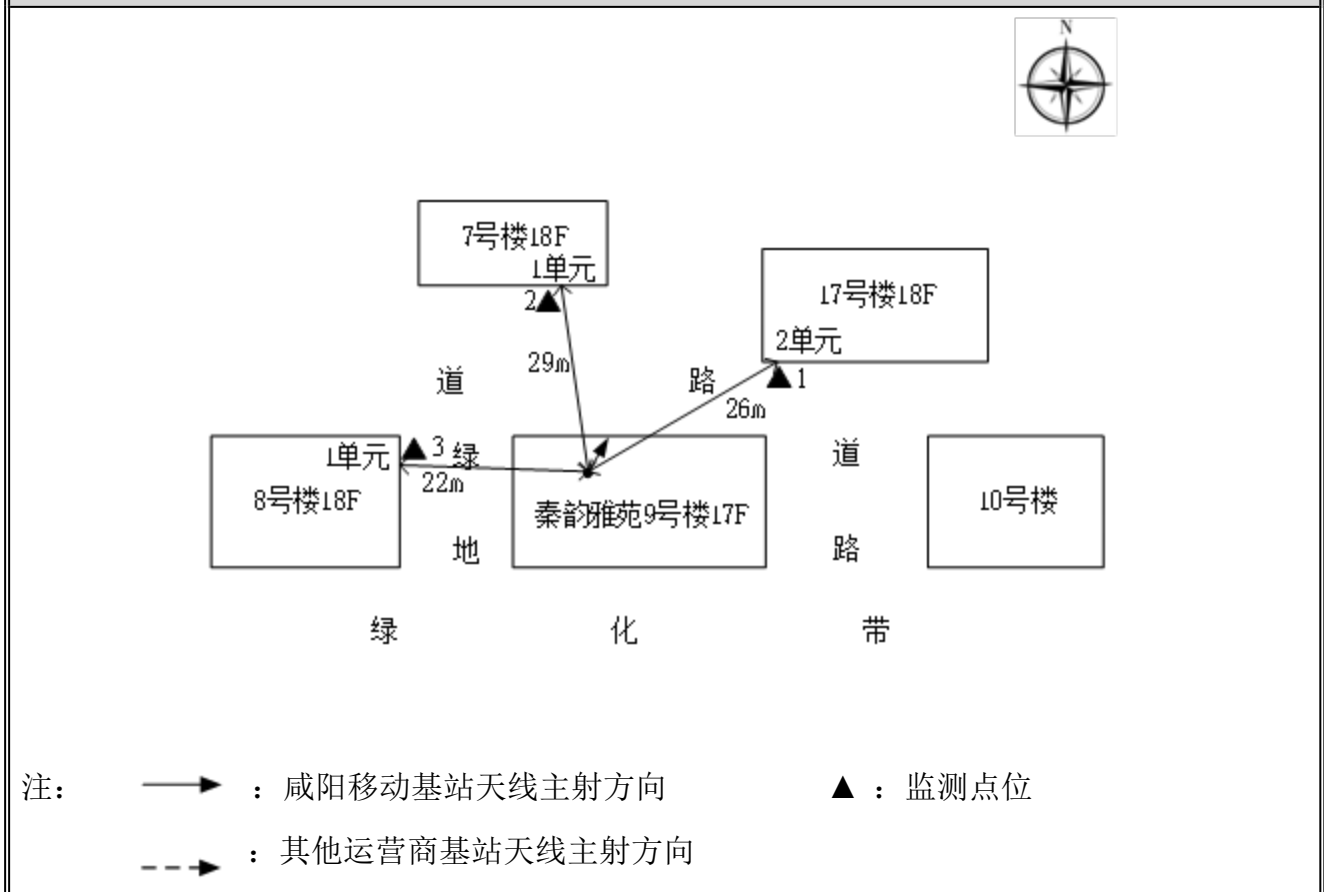 N
7号楼18F
1单元
2▲
17号楼18F
2单元
▲1
29m
道
路
26m
1单元
▲3
绿
22m
道
8号楼18F
秦韵雅苑9号楼17F
10号楼
地
路
绿 化 带
注： ：咸阳移动基站天线主射方向 ▲：监测点位
：其他运营商基站天线主射方向